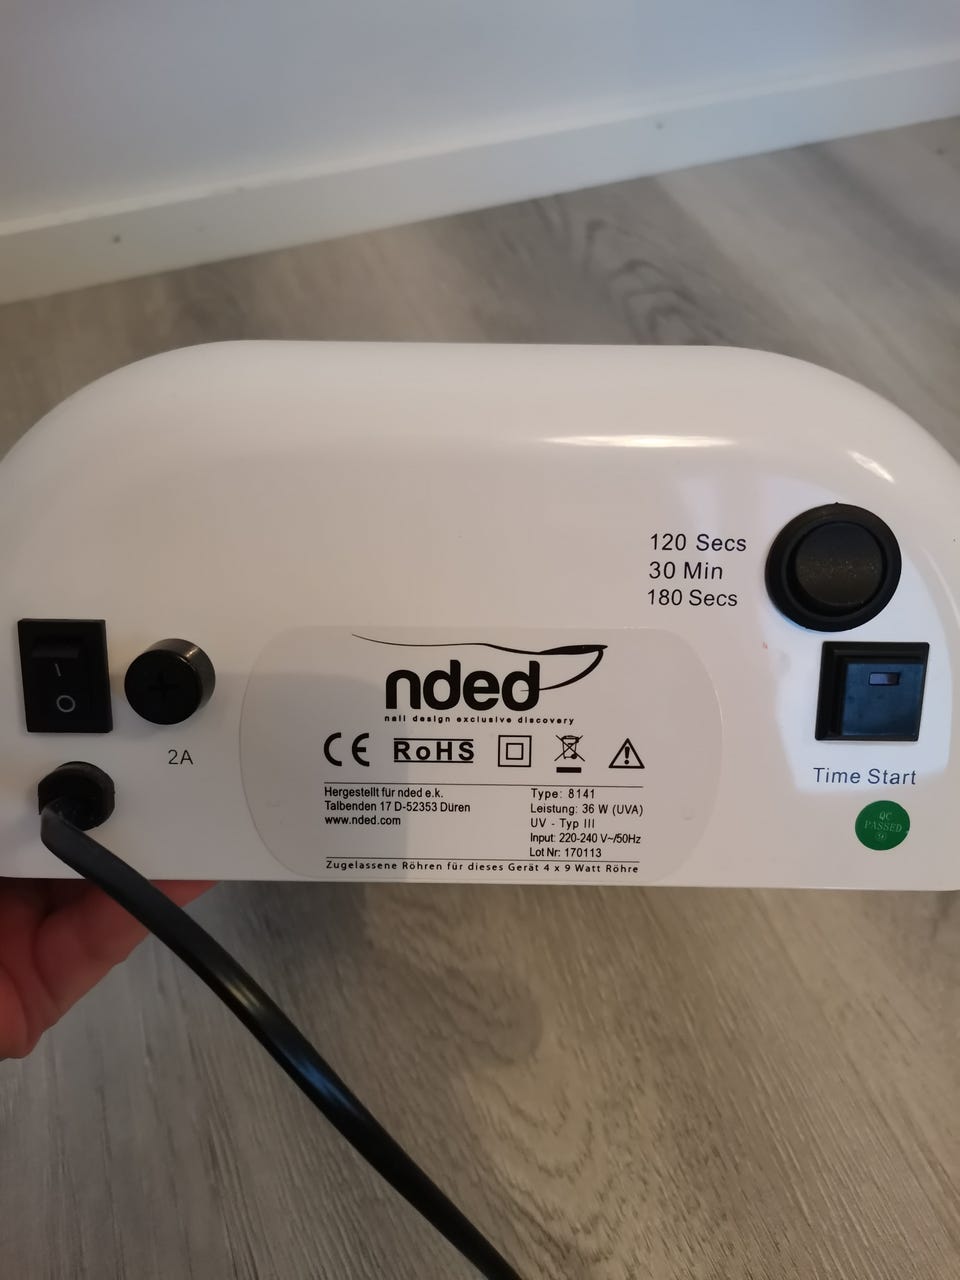 120 Secs
30 Min
180 Secs
nded
nail design exclusive discovery
CE RoHS
Hergestellt für nded e.k.
Talbenden 17 D-52353 Düren
www.nded.com
Type: 8141
Leistung: 36 W (UVA)
UV - Typ III
Input: 220-240 V~/50Hz
Lot Nr: 170113
Zugelassene Röhren für dieses Gerät 4 x 9 Watt Röhre
2A
Time Start
QC
PASSED
9